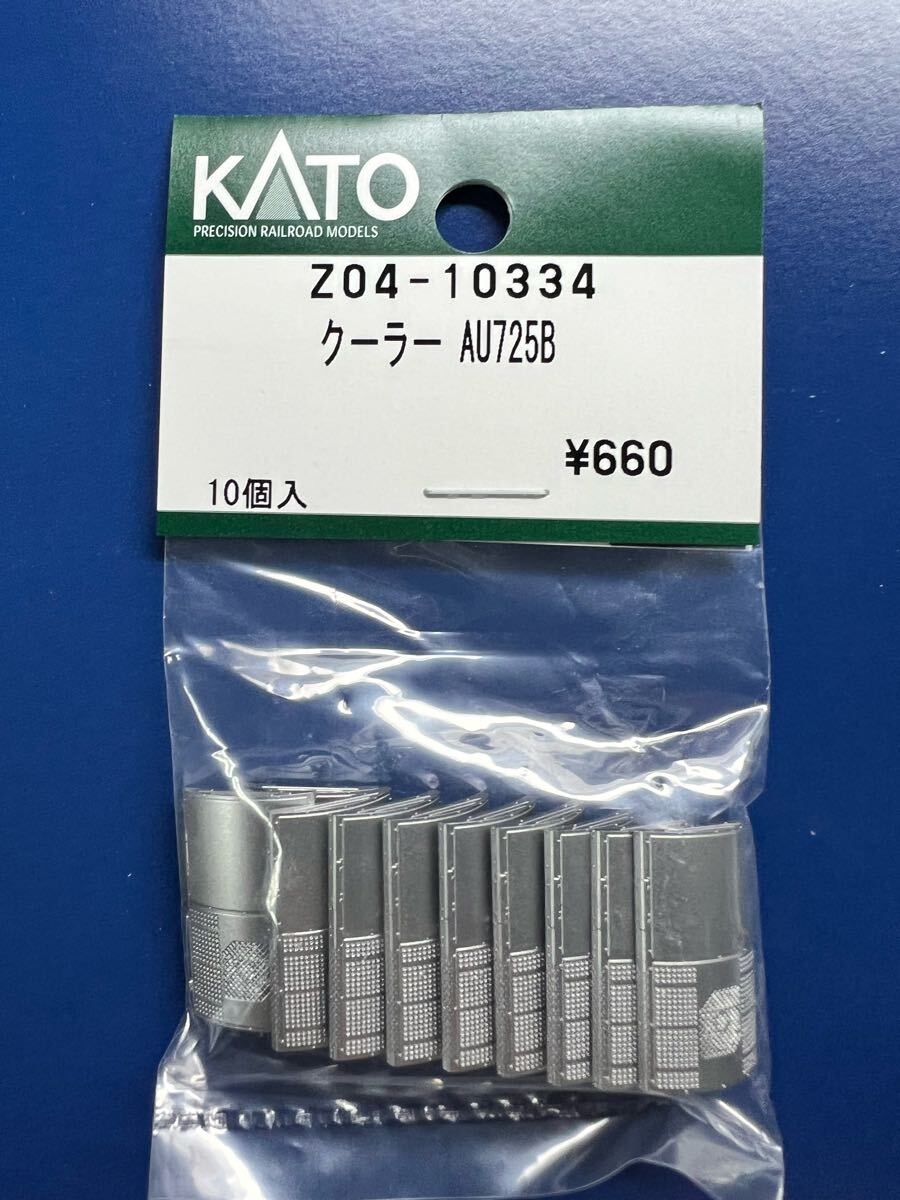 KATO
PRECISION RAILROAD MODELS
Z04-10334
クーラー AU725B
¥660
10個入